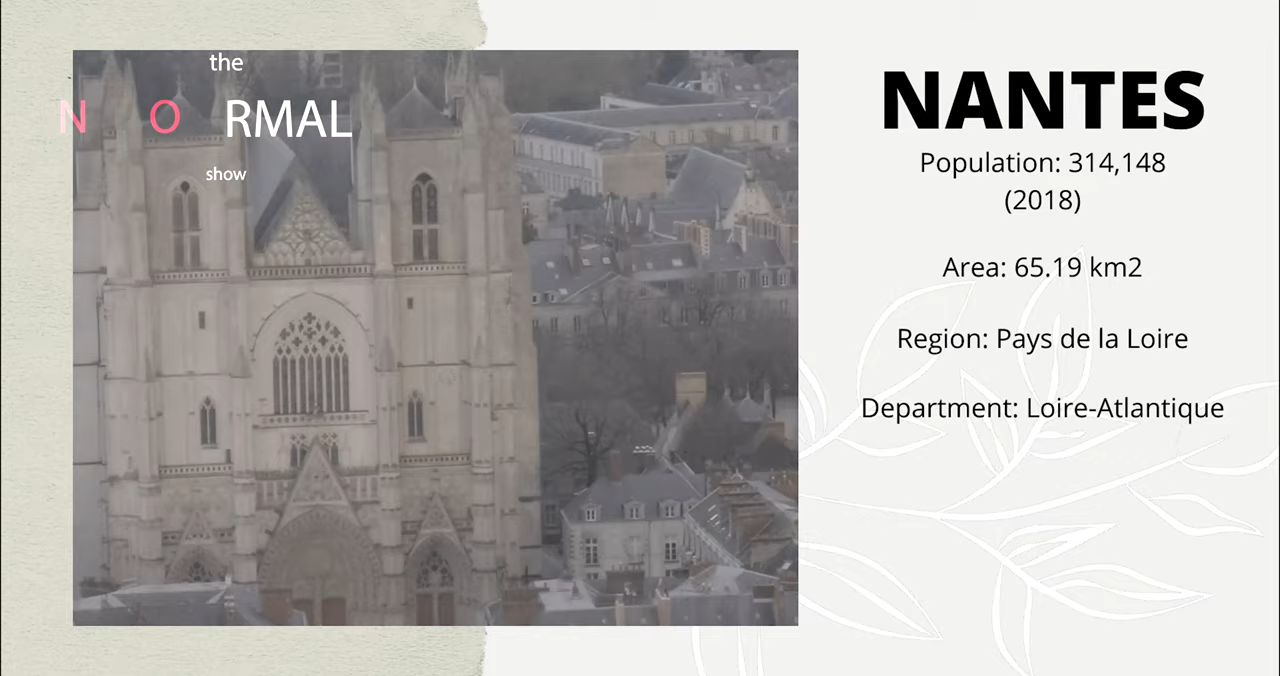 the
N O RMAL
show
NANTES
Population: 314,148
(2018)
Area: 65.19 km2
Region: Pays de la Loire
Department: Loire-Atlantique